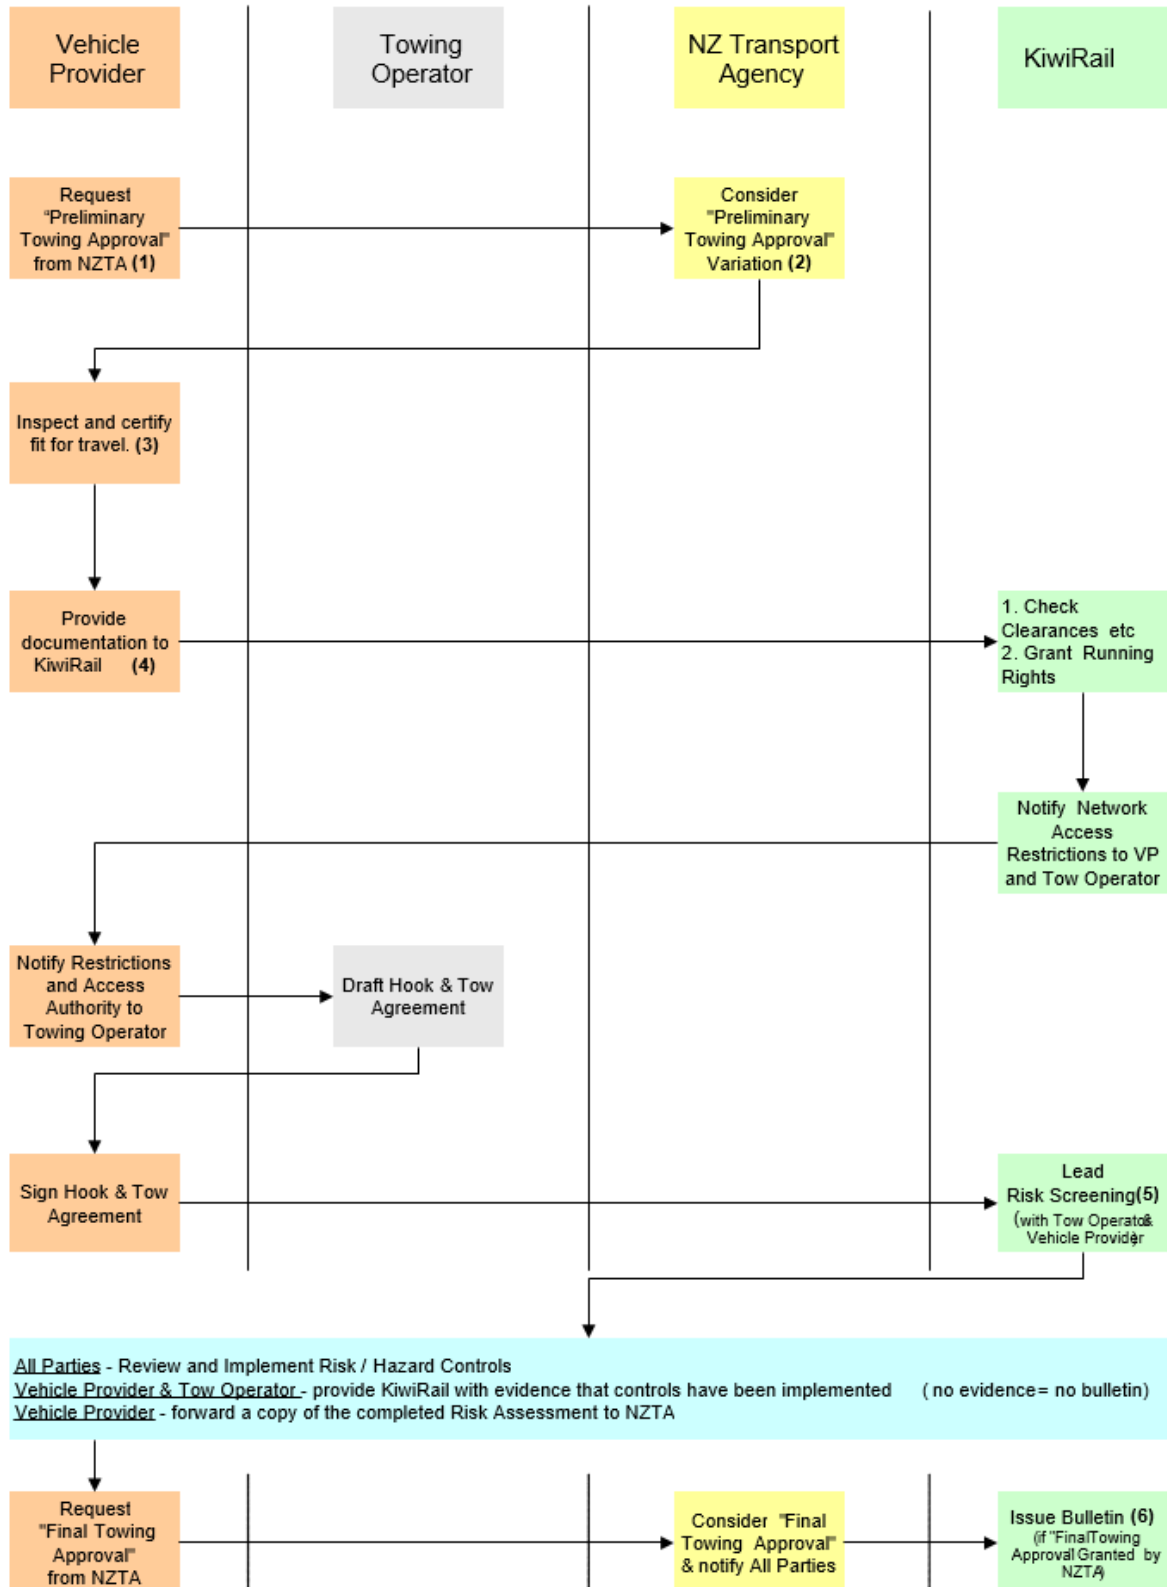 Vehicle
Provider
Towing
Operator
NZ Transport
Agency
KiwiRail
Request
"Preliminary
Towing Approval"
from NZTA (1)
Consider
"Preliminary
Towing Approval"
Variation (2)
Inspect and certify
fit for travel. (3)
Provide
documentation to
KiwiRail (4)
1. Check
Clearances etc
2. Grant Running
Rights
Notify Network
Access
Restrictions to VP
and Tow Operator
Notify Restrictions
and Access
Authority to
Towing Operator
Draft Hook & Tow
Agreement
Sign Hook & Tow
Agreement
Lead
Risk Screening(5)
(with Tow Operator&
Vehicle Provider)
All Parties - Review and Implement Risk / Hazard Controls
Vehicle Provider & Tow Operator - provide KiwiRail with evidence that controls have been implemented ( no evidence= no bulletin)
Vehicle Provider - forward a copy of the completed Risk Assessment to NZTA
Request
"Final Towing
Approval"
from NZTA
Consider "Final
Towing Approval"
& notify All Parties
Issue Bulletin (6)
(if "FinalTowing
Approval Granted by
NZTA)